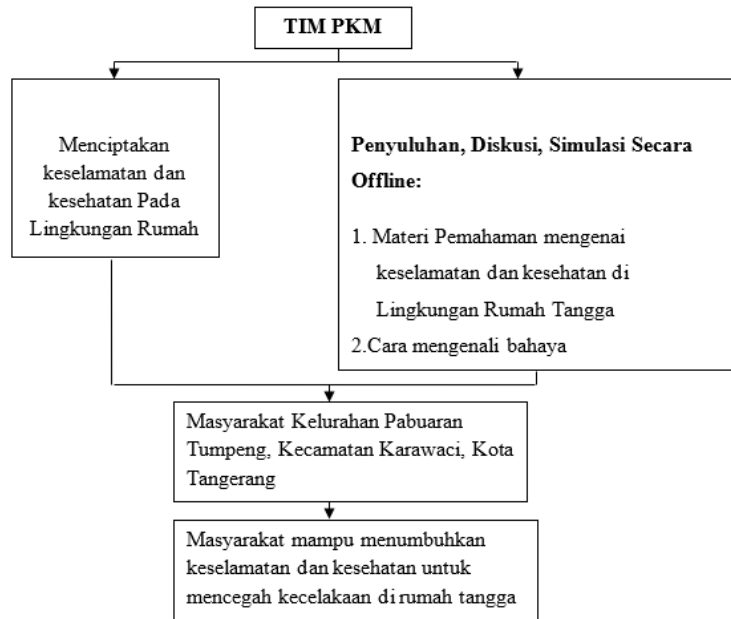 TIM PKM
Menciptakan
keselamatan dan
kesehatan Pada
Lingkungan Rumah
Penyuluhan, Diskusi, Simulasi Secara
Offline:
1. Materi Pemahaman mengenai
keselamatan dan kesehatan di
Lingkungan Rumah Tangga
2.Cara mengenali bahaya
Masyarakat Kelurahan Pabuaran
Tumpeng, Kecamatan Karawaci, Kota
Tangerang
Masyarakat mampu menumbuhkan
keselamatan dan kesehatan untuk
mencegah kecelakaan di rumah tangga